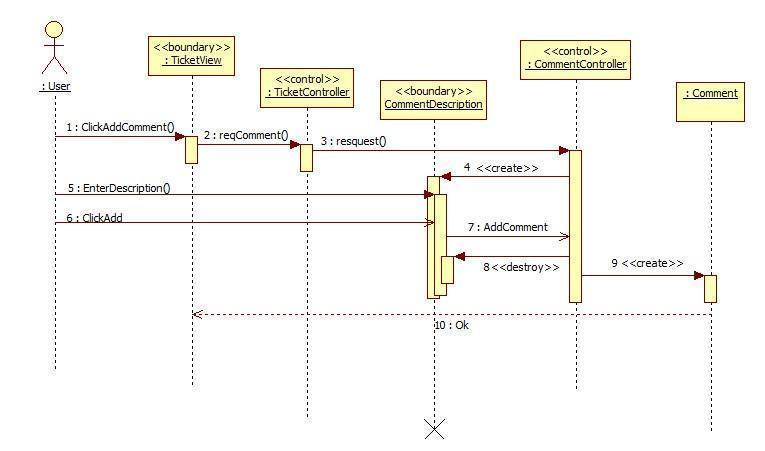 <<boundary>>
: TicketView
<<control>>
: CommentController
<<control>>
: TicketController
<<boundary>>
CommentDescription
: User
: Comment
1 : ClickAddComment()
2 : reqComment()
3 : resquest()
4 <<create>>
5 : EnterDescription()
6 : ClickAdd
7 : AddComment
8<<destroy>>
9 <<create>>
10 : Ok